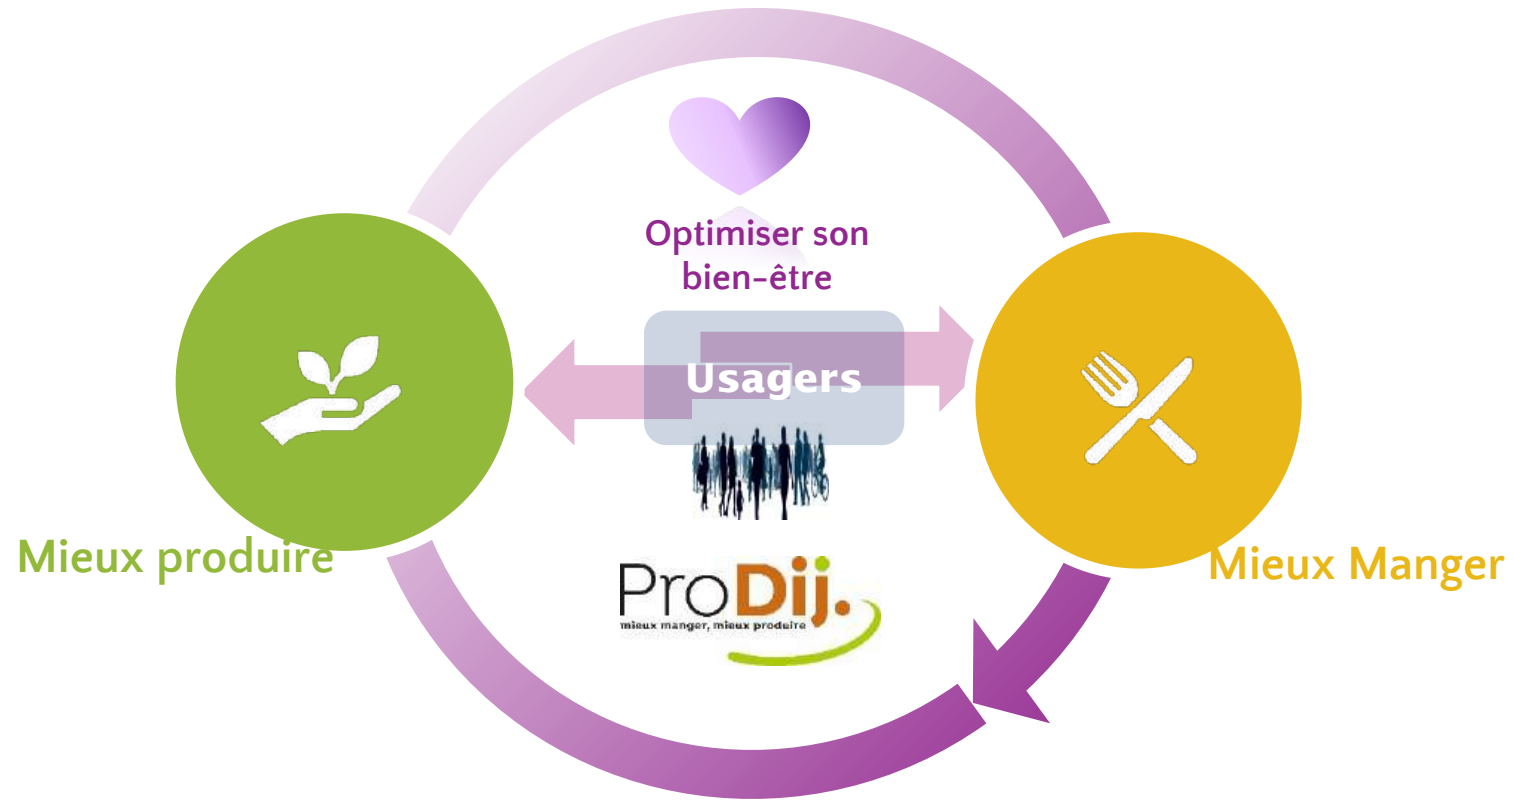 Optimiser son
bien-être
Usagers
Mieux produire
Mieux Manger
ProDij.
mieux manger, mieux produire